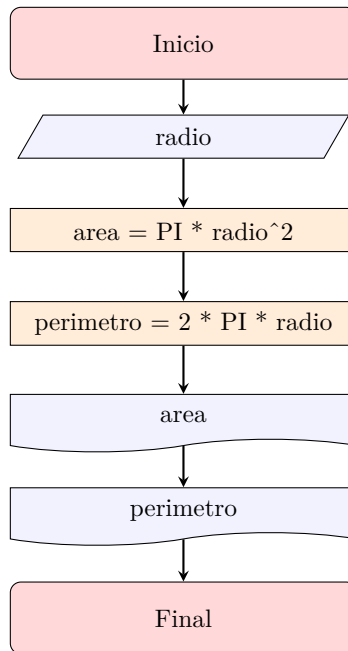 Inicio
radio
area = PI * radio^2
perimetro = 2 * PI * radio
area
perimetro
Final